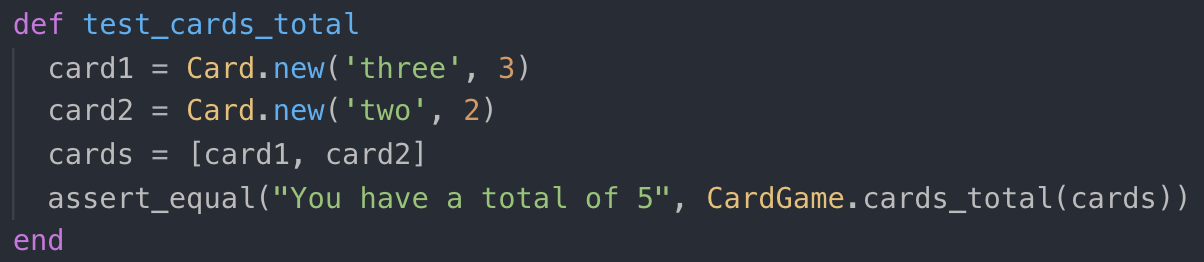 def test_cards_total
  card1 = Card.new('three', 3)
  card2 = Card.new('two', 2)
  cards = [card1, card2]
  assert_equal("You have a total of 5", CardGame.cards_total(cards))
end